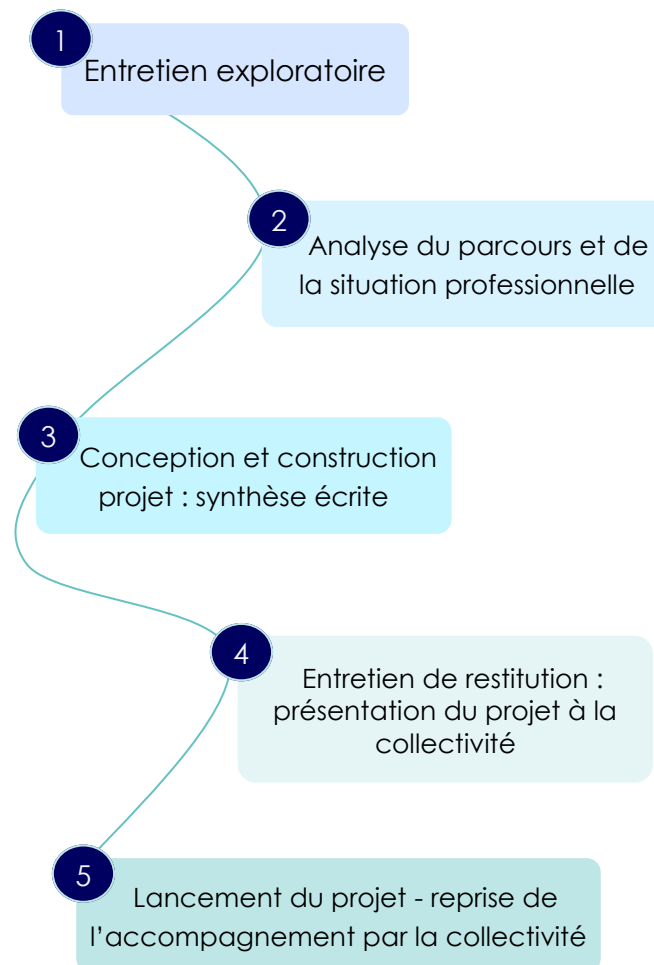 1
Entretien exploratoire
2
Analyse du parcours et de
la situation professionnelle
3
Conception et construction
projet : synthèse écrite
4
Entretien de restitution :
présentation du projet à la
collectivité
5
Lancement du projet - reprise de
l’accompagnement par la collectivité